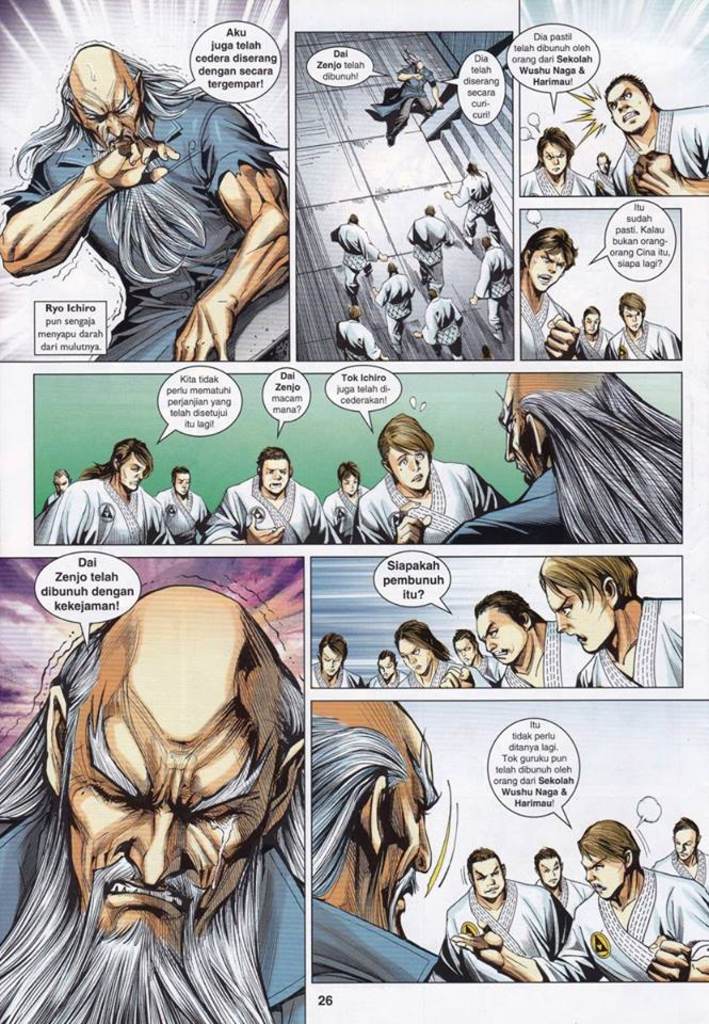 Aku
juga telah
cedera diserang
dengan secara
tergempar!
Ryo Ichiro
pun sengaja
menyapu darah
dari mulutnya.
Dai
Zenjo telah
dibunuh!
Dia
telah
diserang
secara
curi-
curi!
Dia pastil
telah dibunuh oleh
orang dari Sekolah
Wushu Naga &
Harimau!
Itu
sudah
pasti. Kalau
bukan orang-
orang Cina itu,
siapa lagi?
Kita tidak
perlu mematuhi
perjanjian yang
telah disetujui
itu lagi!
Dai
Zenjo
macam
mana?
Tok Ichiro
telah di-
cederakan!
Dai
Zenjo telah
dibunuh dengan
kekejaman!
Siapakah
pembunuh
itu?
Itu
tidak perlu
ditanya lagi.
Tok guruku pun
telah dibunuh oleh
orang dari Sekolah
Wushu Naga &
Harimau!
26